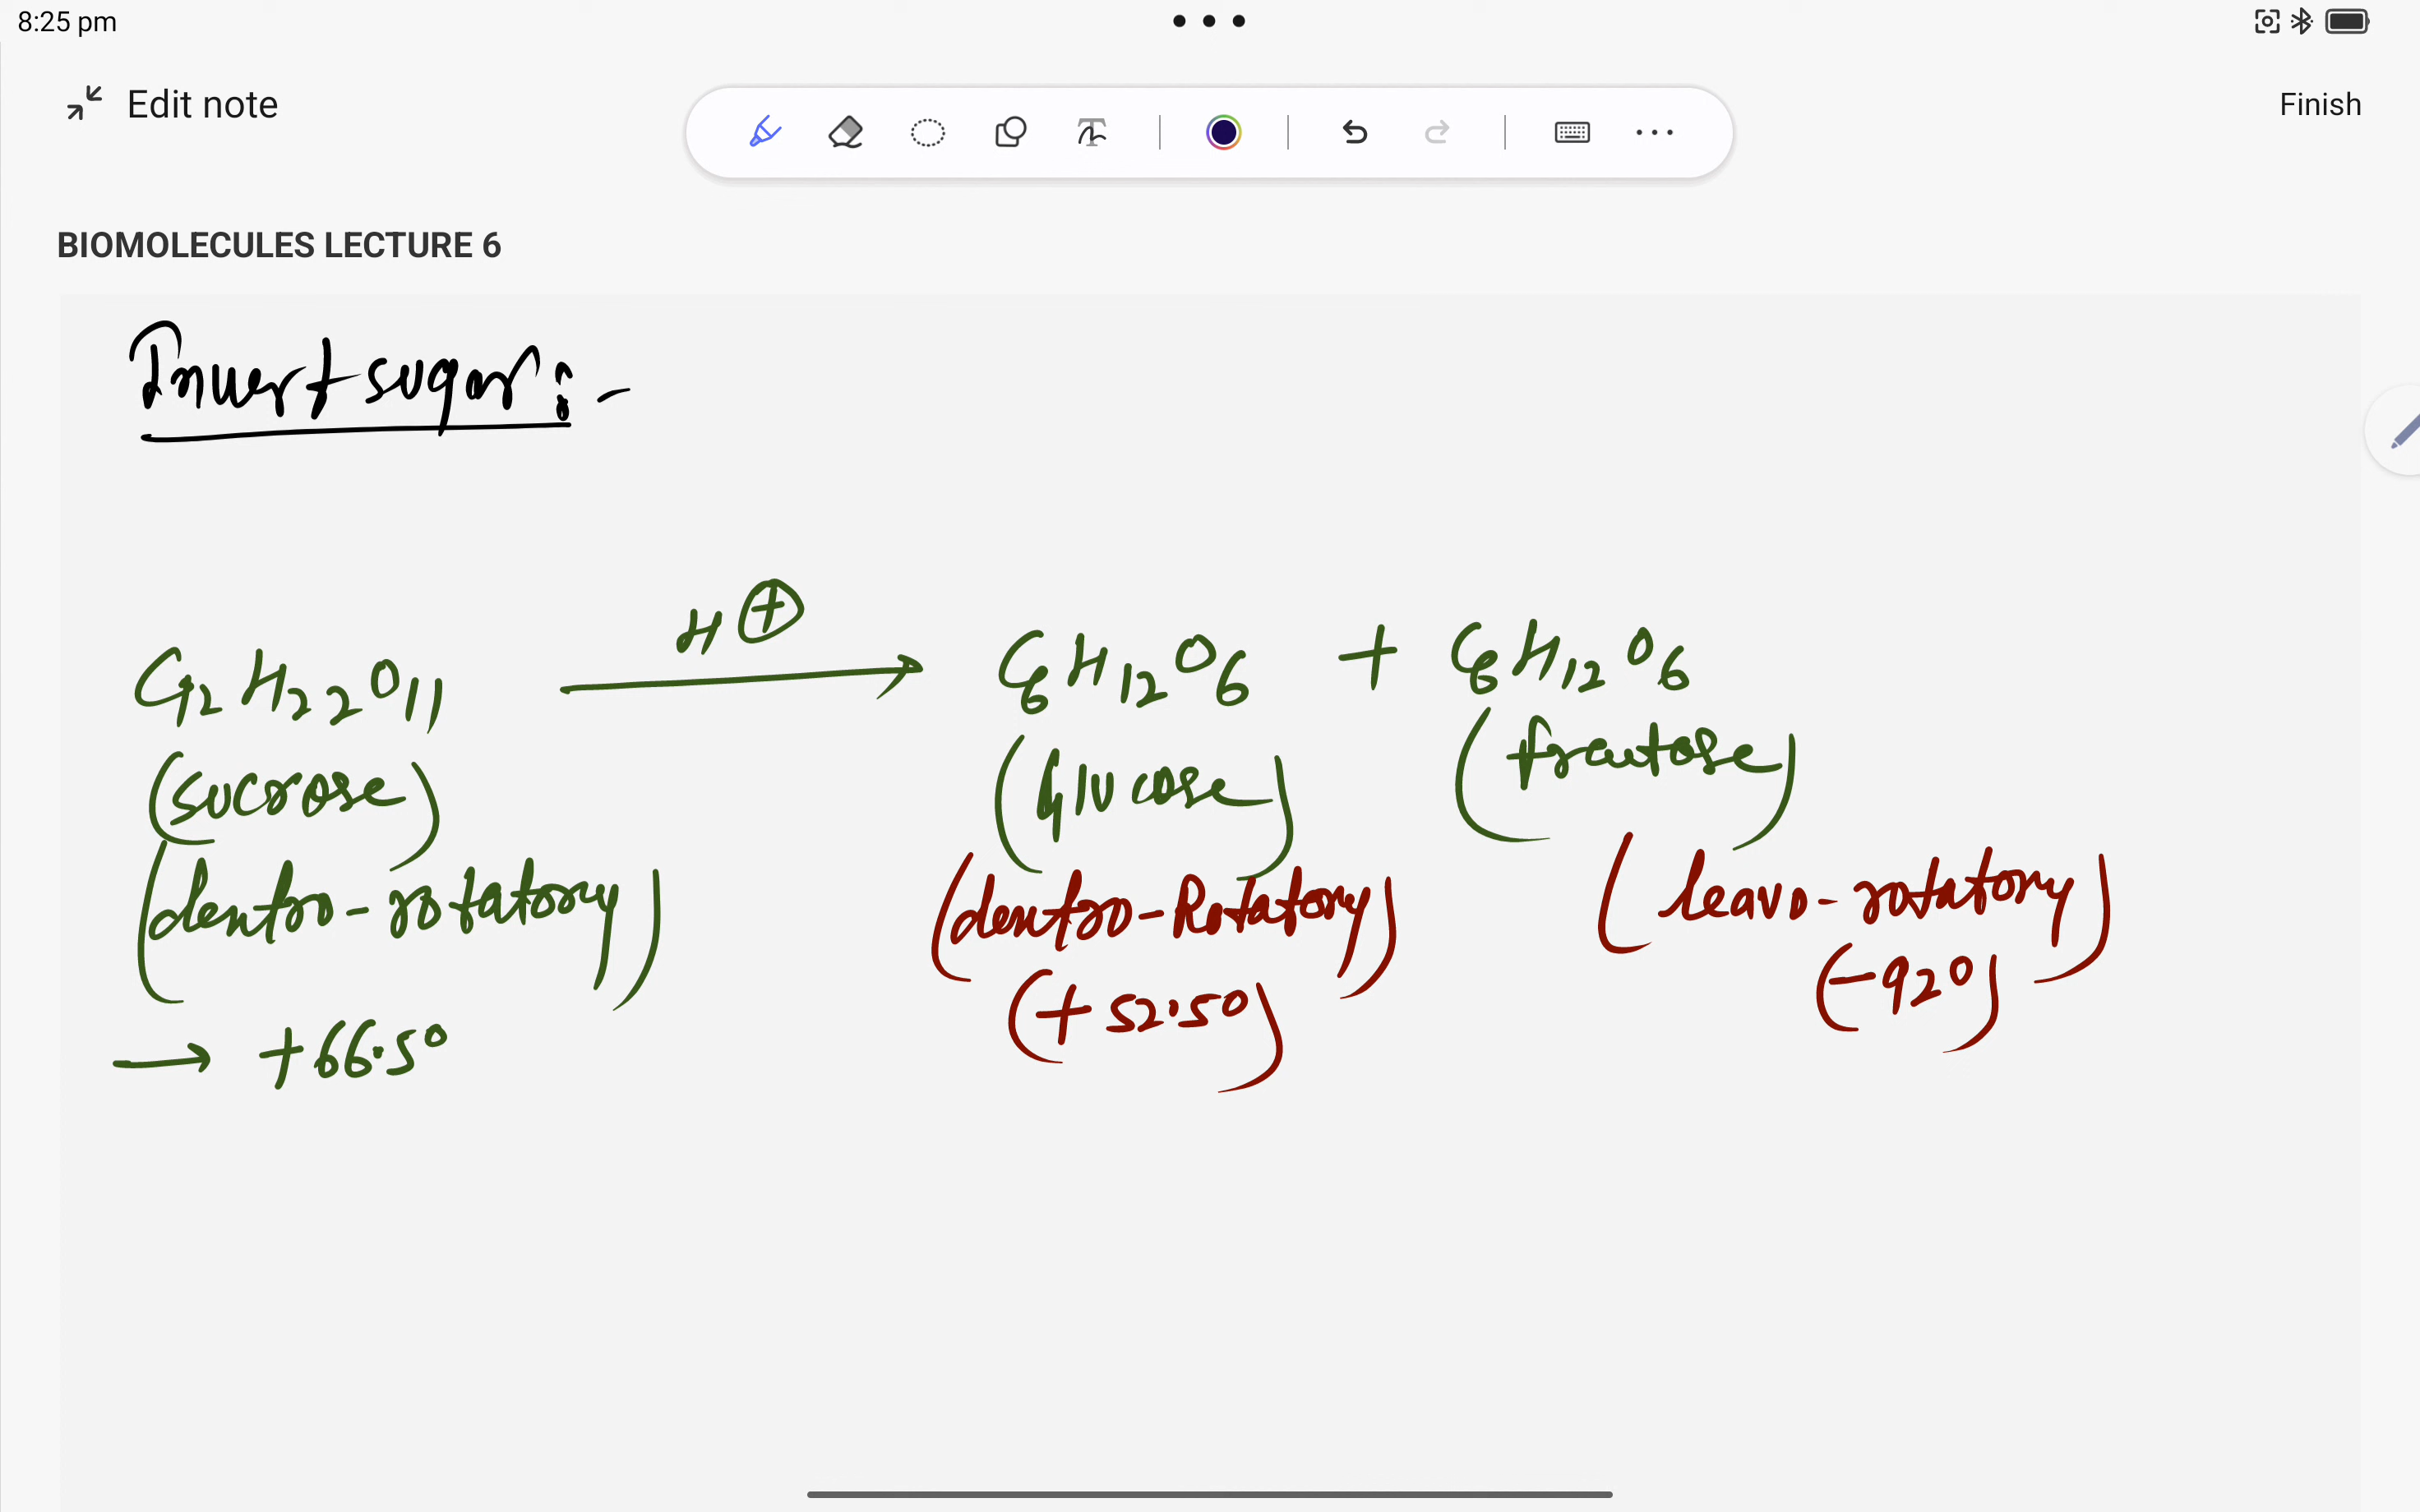 8:25 pm
Edit note
Finish
BIOMOLECULES LECTURE 6
Invert sugar :-
C12H22O11 H⊕ → C6H12O6 + C6H12O6
(sucrose) (Glucose) (fructose)
(dextro-rotatory) (dextro-Rotatory) (leavo-rotatory)
→ +66.5° (+52.5°) (-92°)